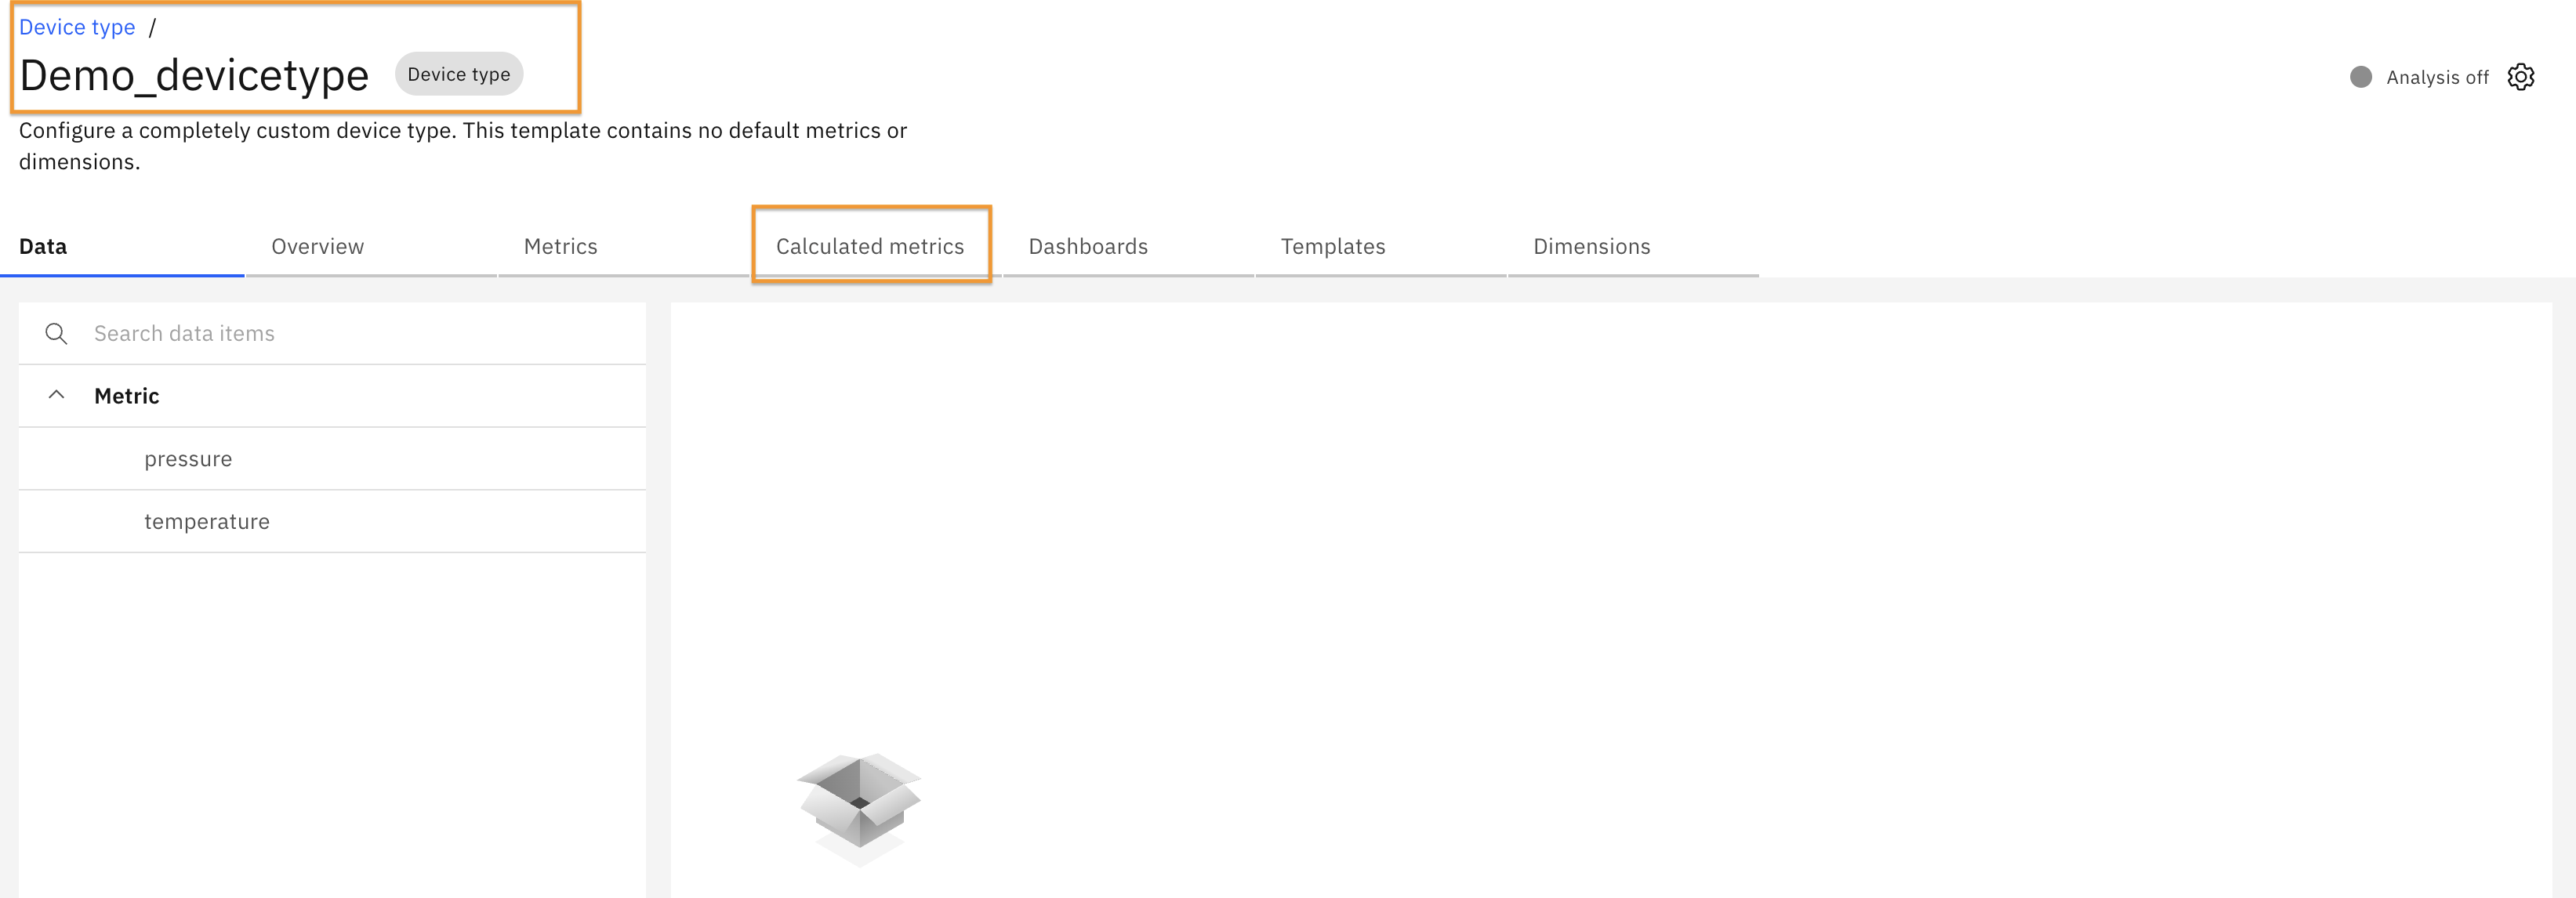 Device type /
Demo_devicetype Device type
Analysis off
Configure a completely custom device type. This template contains no default metrics or
dimensions.
Data Overview Metrics Calculated metrics Dashboards Templates Dimensions
Search data items
Metric
pressure
temperature